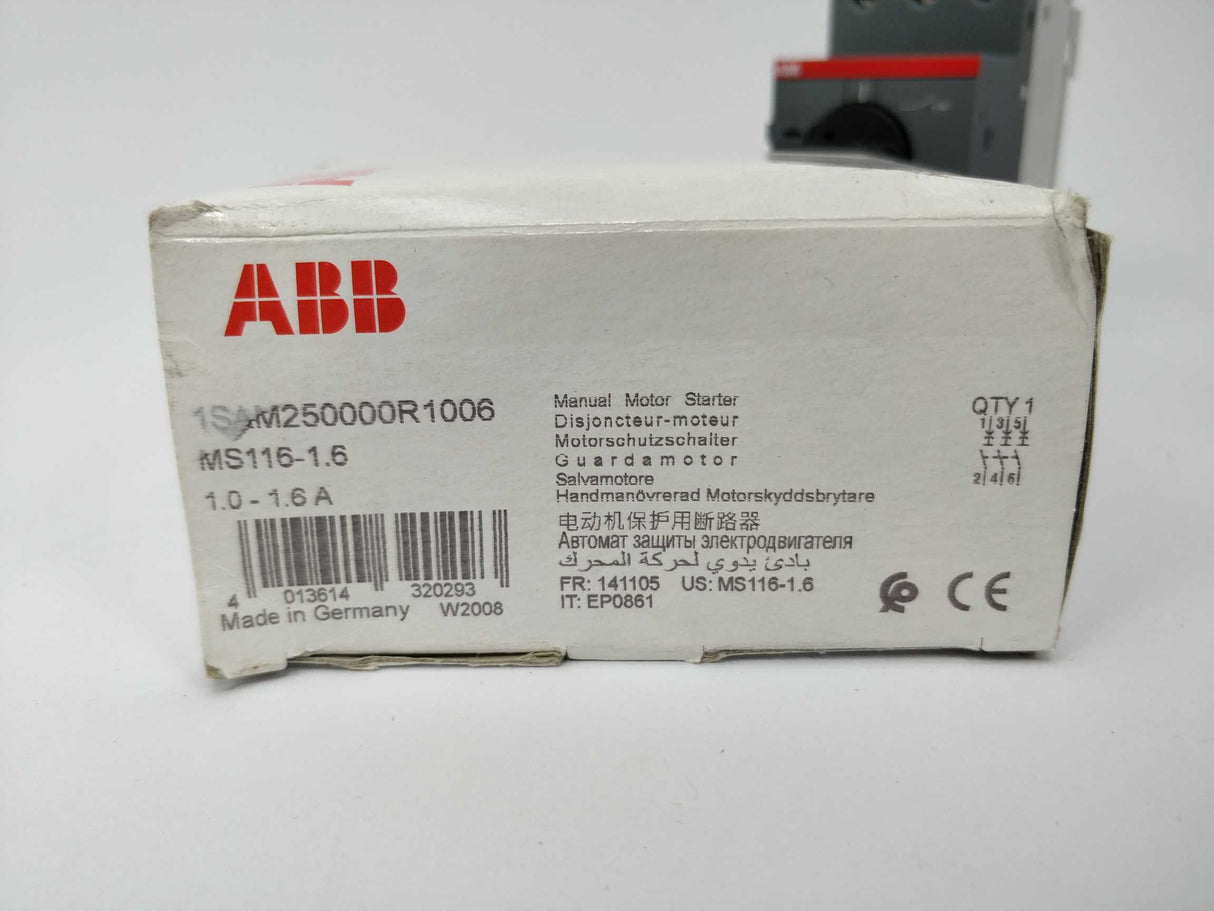 ABB
ABB
1SAM250000R1006
MS116-1.6
1.0 - 1.6 A
4 013614 320293
Made in Germany W2008
Manual Motor Starter
Disjoncteur-moteur
Motorschutzschalter
Guardamotor
Salvamotore
Handmanövrerad Motorskyddsbrytare
电动机保护用断路器
Автомат защиты электродвигателя
بادئ يدوي لحركة المحرك
FR: 141105 US: MS116-1.6
IT: EP0861
QTY 1
1 3 5
2 4 6
CE